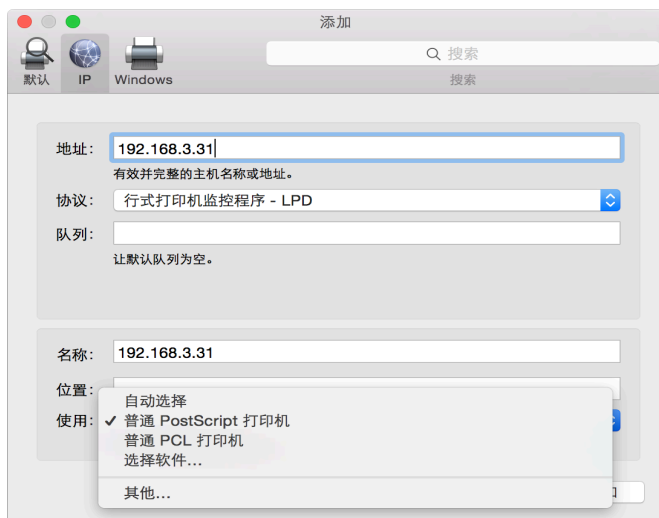 添加
搜索
默认 IP Windows 搜索
地址: 192.168.3.31
有效并完整的主机名称或地址。
协议: 行式打印机监控程序 - LPD
队列:
让默认队列为空。
名称: 192.168.3.31
位置:
自动选择
使用: ✓ 普通 PostScript 打印机
普通 PCL 打印机
选择软件...
其他...